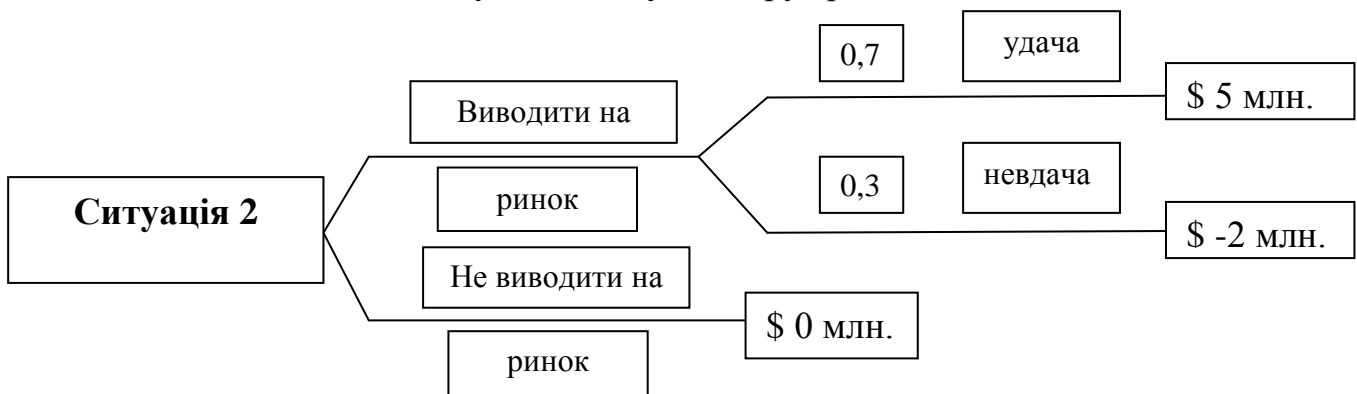 0,7
удача
$ 5 млн.
Виводити на
ринок
0,3
невдача
$ -2 млн.
Ситуація 2
Не виводити на
ринок
$ 0 млн.